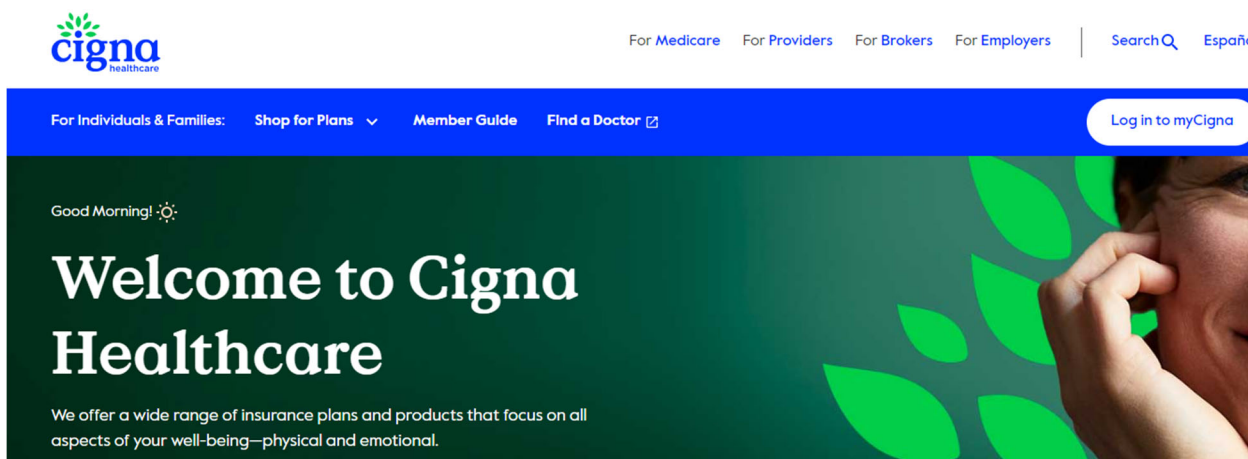 cigna
healthcare
For Medicare For Providers For Brokers For Employers Search
For Individuals & Families: Shop for Plans Member Guide Find a Doctor Log in to myCigna
Good Morning!
Welcome to Cigna
Healthcare
We offer a wide range of insurance plans and products that focus on all
aspects of your well-being—physical and emotional.